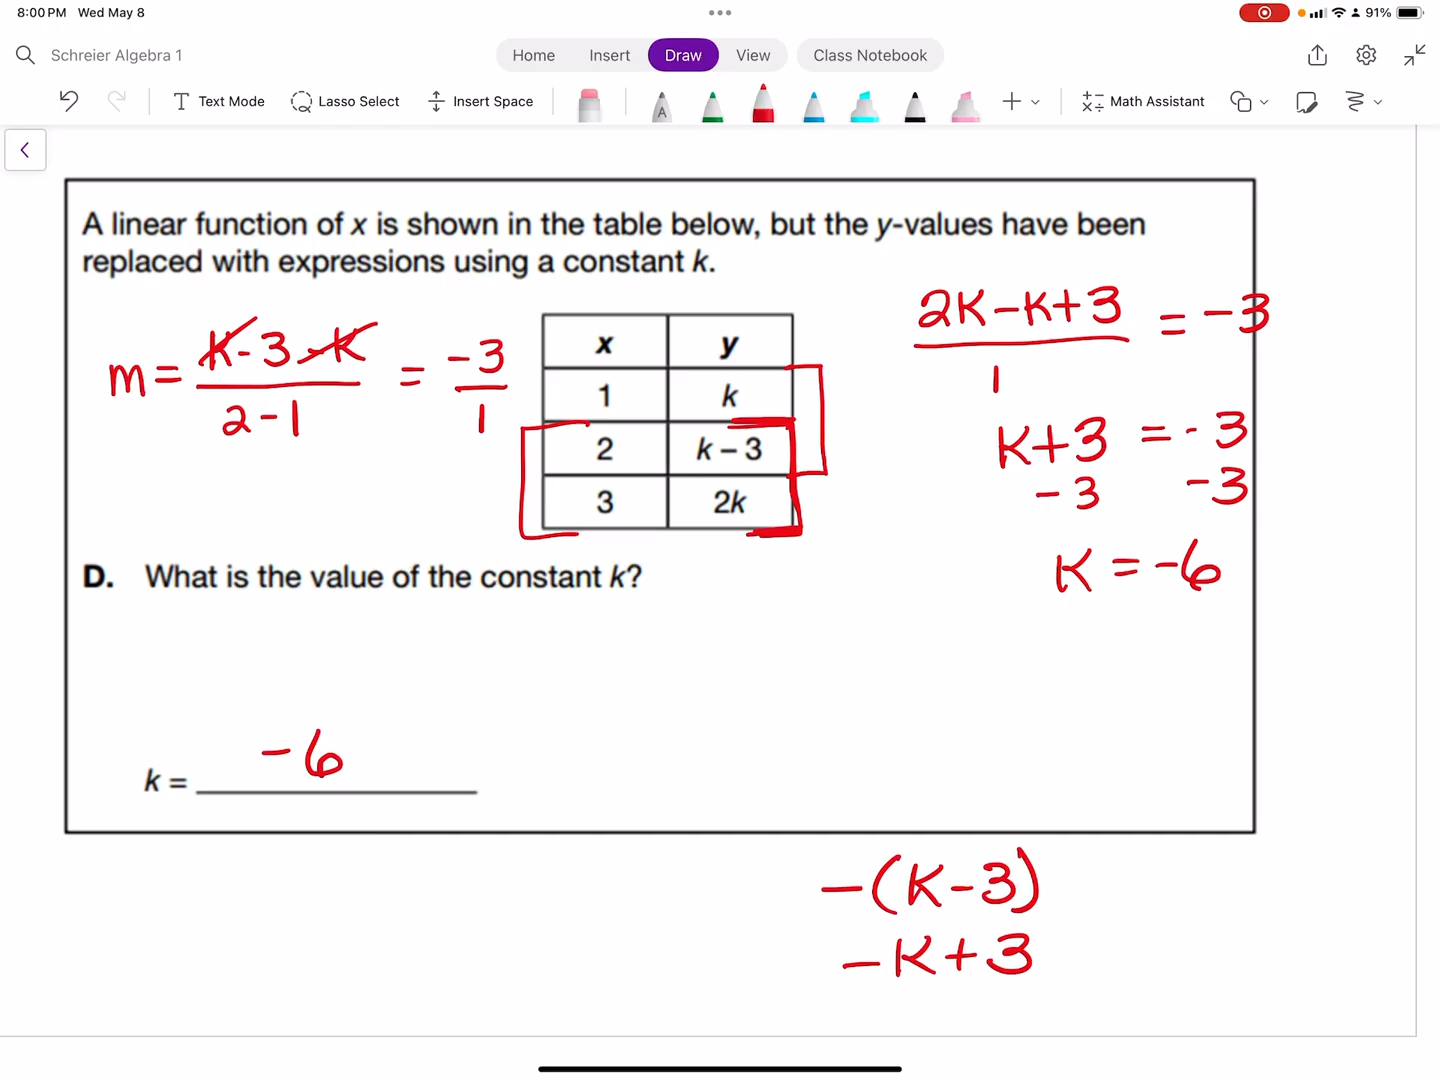 8:00 PM Wed May 8 91%
Schreier Algebra 1
Home Insert Draw View Class Notebook
T Text Mode Lasso Select Insert Space A Math Assistant
A linear function of x is shown in the table below, but the y-values have been
replaced with expressions using a constant k.
m = K - 3 - K / 2 - 1 = -3 / 1
x y
1 k
2 k – 3
3 2k
2K - K + 3 / 1 = -3
K + 3 = -3
- 3 -3
K = -6
D. What is the value of the constant k?
k = -6
-(K - 3)
- K + 3